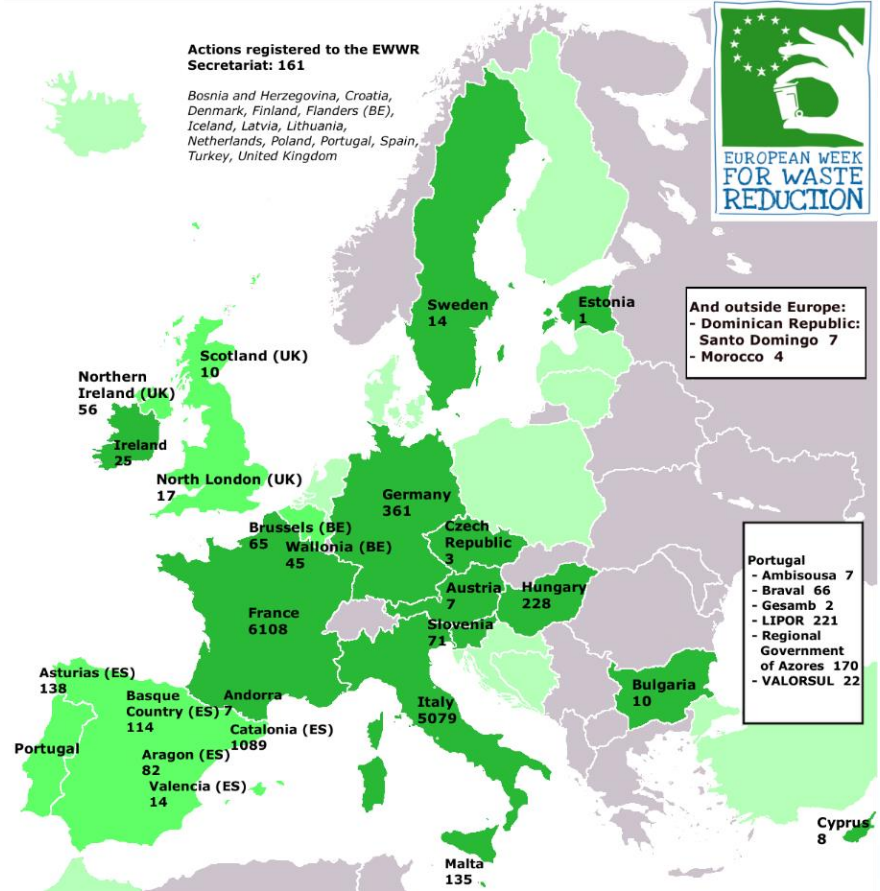 Actions registered to the EWWR
Secretariat: 161
Bosnia and Herzegovina, Croatia,
Denmark, Finland, Flanders (BE),
Iceland, Latvia, Lithuania,
Netherlands, Poland, Portugal, Spain,
Turkey, United Kingdom
EUROPEAN WEEK
FOR WASTE
REDUCTION
Sweden
14
Estonia
1
And outside Europe:
- Dominican Republic:
Santo Domingo 7
- Morocco 4
Scotland (UK)
10
Northern
Ireland (UK)
56
Ireland
25
North London (UK)
17
Germany
361
Brussels (BE)
65
Wallonia (BE)
45
Czech
Republic
3
Austria
7
Hungary
228
Slovenia
71
France
6108
Portugal
- Ambisousa 7
- Braval 66
- Gesamb 2
- LIPOR 221
- Regional
Government
of Azores 170
- VALORSUL 22
Asturias (ES)
138
Basque
Country (ES)
114
Andorra
7
Catalonia (ES)
1089
Italy
5079
Bulgaria
10
Portugal
Aragon (ES)
82
Valencia (ES)
14
Cyprus
8
Malta
135